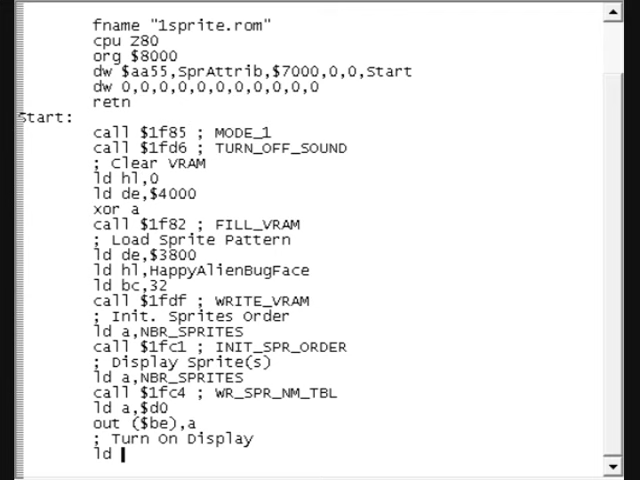 fname "1sprite.rom"
cpu Z80
org $8000
dw $aa55,SprAttrib,$7000,0,0,Start
dw 0,0,0,0,0,0,0,0,0,0,0
retn
Start:
call $1f85 ; MODE_1
call $1fd6 ; TURN_OFF_SOUND
; Clear VRAM
ld hl,0
ld de,$4000
xor a
call $1f82 ; FILL_VRAM
; Load Sprite Pattern
ld de,$3800
ld hl,HappyAlienBugFace
ld bc,32
call $1fdf ; WRITE_VRAM
; Init. Sprites Order
ld a,NBR_SPRITES
call $1fc1 ; INIT_SPR_ORDER
; Display Sprite(s)
ld a,NBR_SPRITES
call $1fc4 ; WR_SPR_NM_TBL
ld a,$d0
out ($be),a
; Turn On Display
ld